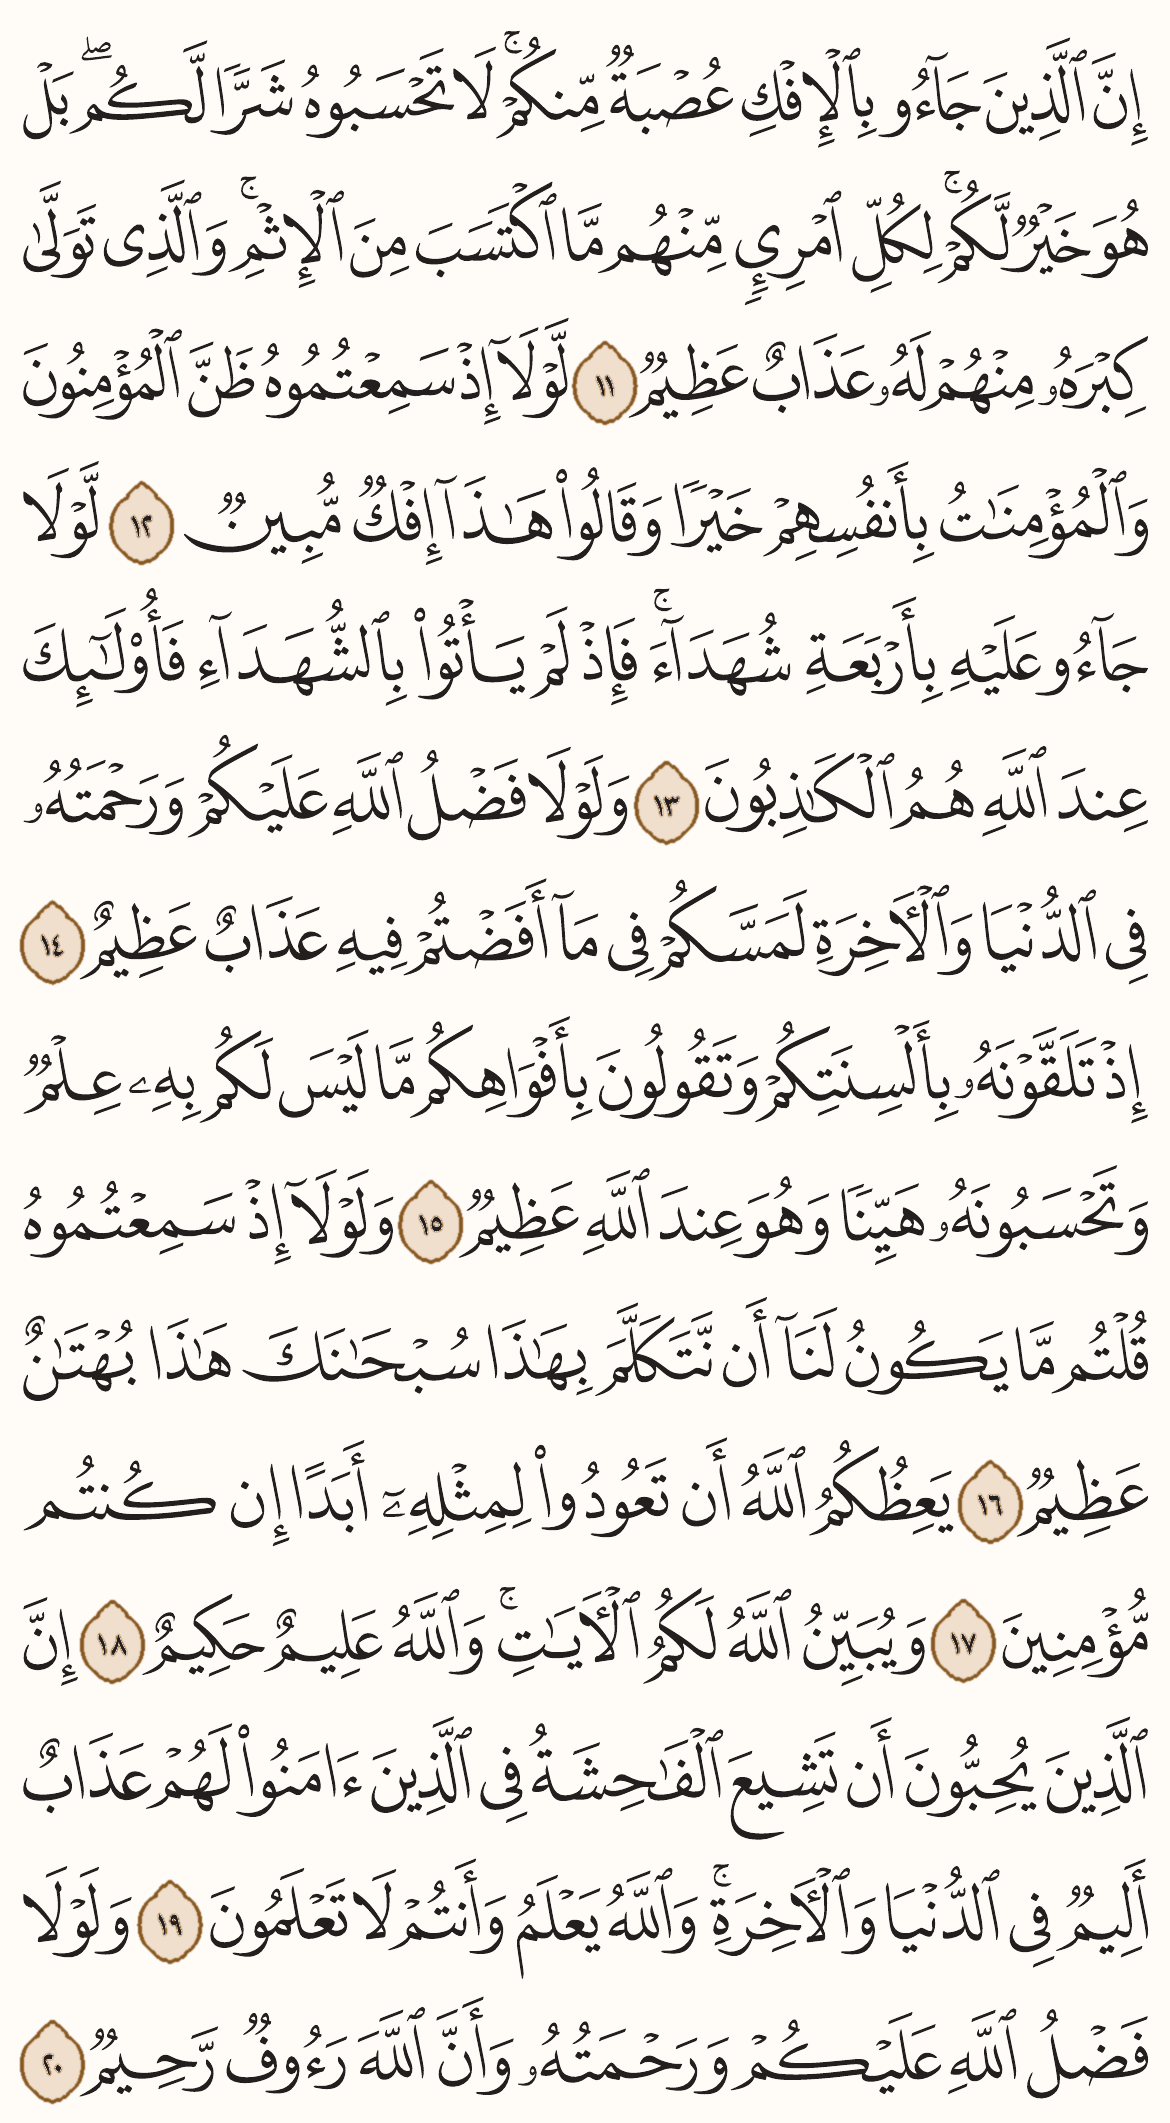 إِنَّ ٱلَّذِينَ جَآءُو بِٱلْإِفْكِ عُصْبَةٌ مِّنكُمْ ۚ لَا تَحْسَبُوهُ شَرًّا لَّكُم ۖ بَلْ
هُوَ خَيْرٌ لَّكُمْ ۚ لِكُلِّ ٱمْرِئٍ مِّنْهُم مَّا ٱكْتَسَبَ مِنَ ٱلْإِثْمِ ۚ وَٱلَّذِى تَوَلَّىٰ
كِبْرَهُۥ مِنْهُمْ لَهُۥ عَذَابٌ عَظِيمٌ ١١ لَّوْلَآ إِذْ سَمِعْتُمُوهُ ظَنَّ ٱلْمُؤْمِنُونَ
وَٱلْمُؤْمِنَٰتُ بِأَنفُسِهِمْ خَيْرًا وَقَالُوا۟ هَـٰذَآ إِفْكٌ مُّبِينٌ ١٢ لَّوْلَا
جَآءُو عَلَيْهِ بِأَرْبَعَةِ شُهَدَآءَ ۚ فَإِذْ لَمْ يَأْتُوا۟ بِٱلشُّهَدَآءِ فَأُو۟لَـٰٓئِكَ
عِندَ ٱللَّهِ هُمُ ٱلْكَـٰذِبُونَ ١٣ وَلَوْلَا فَضْلُ ٱللَّهِ عَلَيْكُمْ وَرَحْمَتُهُۥ
فِى ٱلدُّنْيَا وَٱلْـَٔاخِرَةِ لَمَسَّكُمْ فِى مَآ أَفَضْتُمْ فِيهِ عَذَابٌ عَظِيمٌ ١٤
إِذْ تَلَقَّوْنَهُۥ بِأَلْسِنَتِكُمْ وَتَقُولُونَ بِأَفْوَاهِكُم مَّا لَيْسَ لَكُم بِهِۦ عِلْمٌ
وَتَحْسَبُونَهُۥ هَيِّنًا وَهُوَ عِندَ ٱللَّهِ عَظِيمٌ ١٥ وَلَوْلَآ إِذْ سَمِعْتُمُوهُ
قُلْتُم مَّا يَكُونُ لَنَآ أَن نَّتَكَلَّمَ بِهَـٰذَا سُبْحَـٰنَكَ هَـٰذَا بُهْتَـٰنٌ
عَظِيمٌ ١٦ يَعِظُكُمُ ٱللَّهُ أَن تَعُودُوا۟ لِمِثْلِهِۦٓ أَبَدًا إِن كُنتُم
مُّؤْمِنِينَ ١٧ وَيُبَيِّنُ ٱللَّهُ لَكُمُ ٱلْـَٔايَـٰتِ ۚ وَٱللَّهُ عَلِيمٌ حَكِيمٌ ١٨ إِنَّ
ٱلَّذِينَ يُحِبُّونَ أَن تَشِيعَ ٱلْفَـٰحِشَةُ فِى ٱلَّذِينَ ءَامَنُوا۟ لَهُمْ عَذَابٌ
أَلِيمٌ فِى ٱلدُّنْيَا وَٱلْـَٔاخِرَةِ ۚ وَٱللَّهُ يَعْلَمُ وَأَنتُمْ لَا تَعْلَمُونَ ١٩ وَلَوْلَا
فَضْلُ ٱللَّهِ عَلَيْكُمْ وَرَحْمَتُهُۥ وَأَنَّ ٱللَّهَ رَءُوفٌ رَّحِيمٌ ٢٠